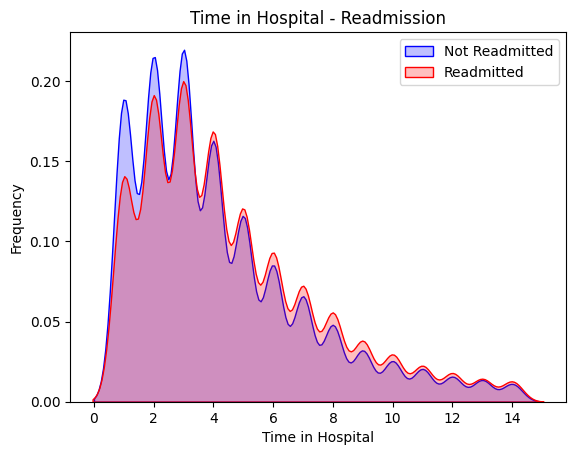 Time in Hospital - Readmission
Not Readmitted
Readmitted
Frequency
0.20
0.15
0.10
0.05
0.00
0 2 4 6 8 10 12 14
Time in Hospital